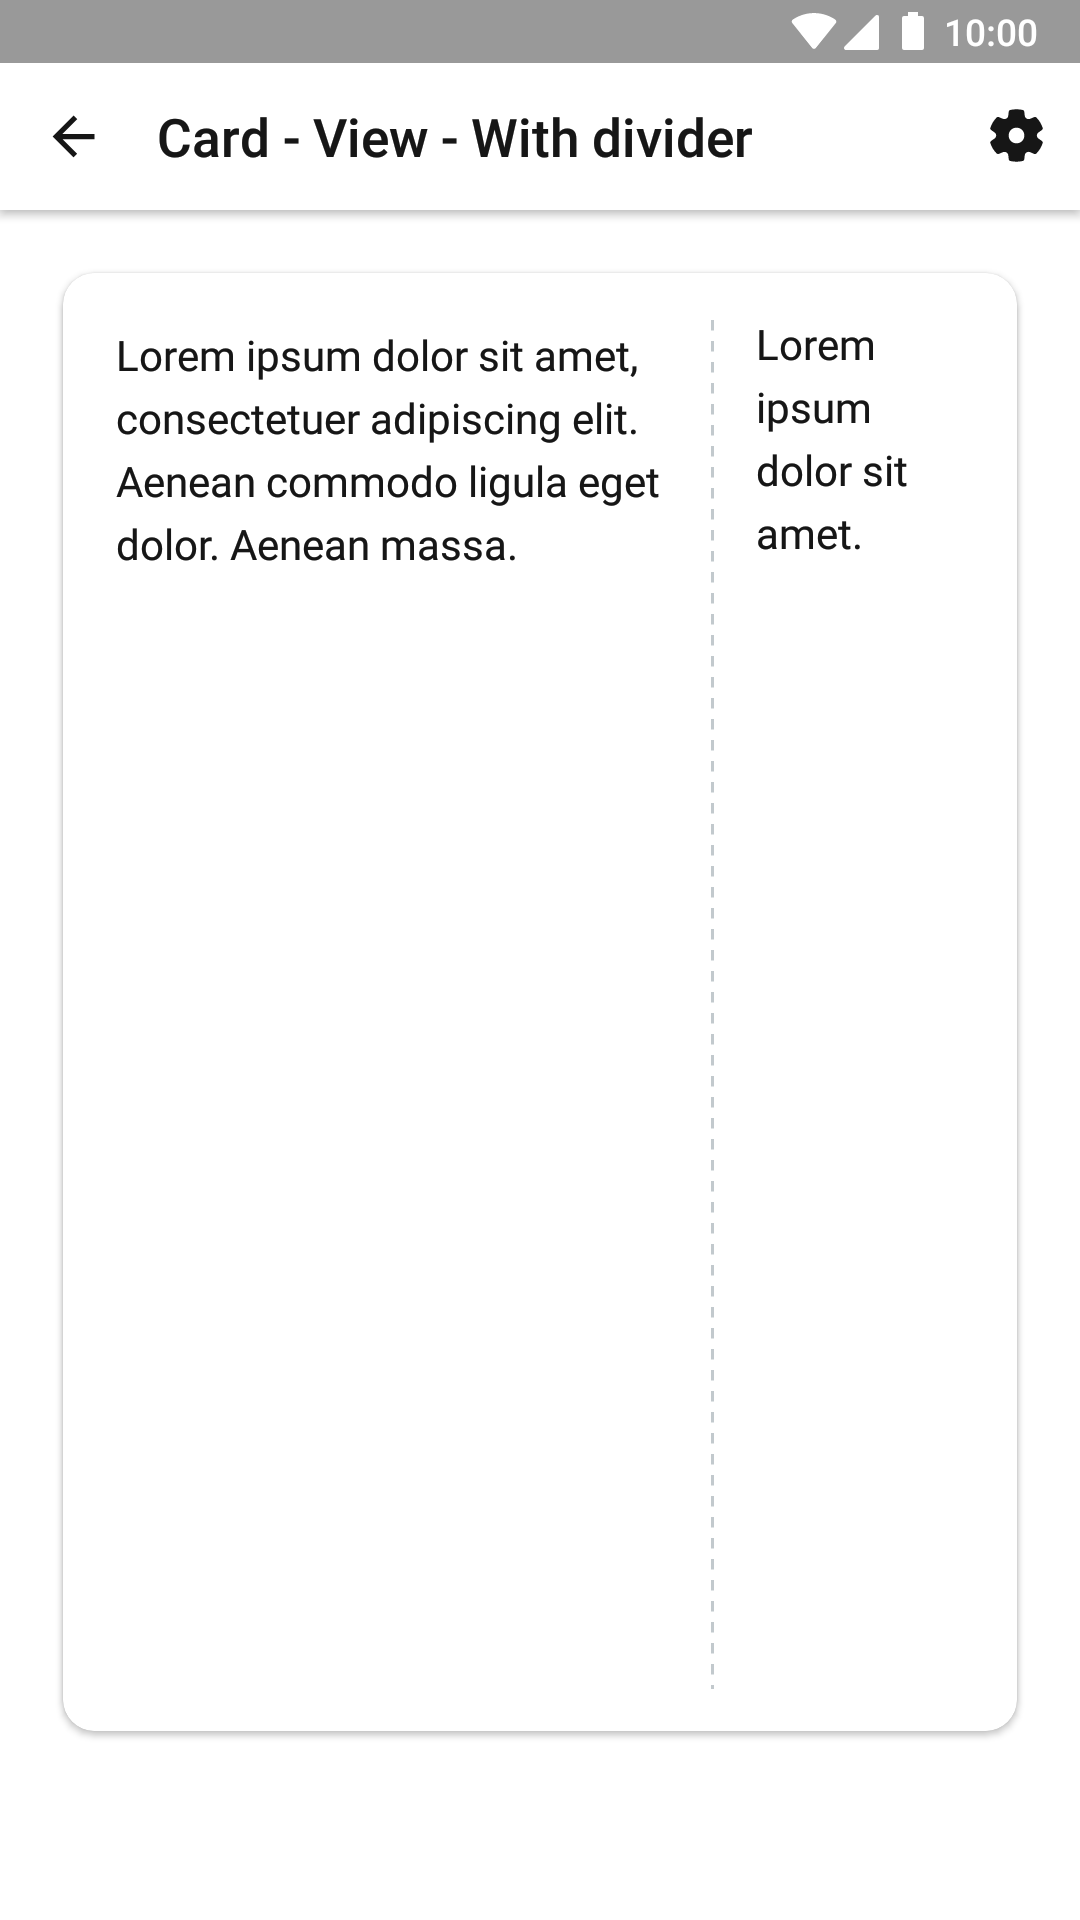 10:00
Card - View - With divider
Lorem ipsum dolor sit amet,
consectetuer adipiscing elit.
Aenean commodo ligula eget
dolor. Aenean massa.
Lorem
ipsum
dolor sit
amet.